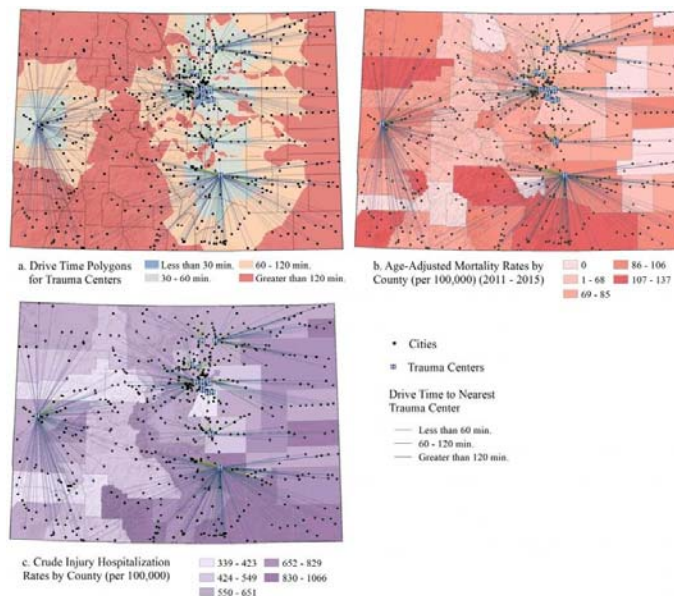 a. Drive Time Polygons
for Trauma Centers
Less than 30 min.
30 - 60 min.
60 - 120 min.
Greater than 120 min.
b. Age-Adjusted Mortality Rates by
County (per 100,000) (2011 - 2015)
0
1 - 68
69 - 85
86 - 106
107 - 137
Cities
Trauma Centers
Drive Time to Nearest
Trauma Center
Less than 60 min.
60 - 120 min.
Greater than 120 min.
c. Crude Injury Hospitalization
Rates by County (per 100,000)
339 - 423
424 - 549
550 - 651
652 - 829
830 - 1066